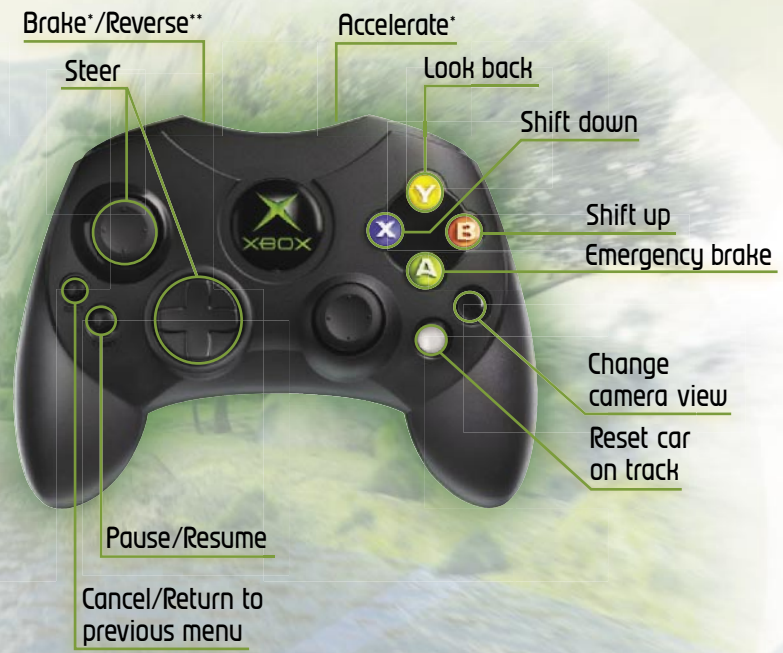 Brake*/Reverse**
Accelerate*
Steer
Look back
Shift down
Y
X
B
A
XBOX
Shift up
Emergency brake
Change
camera view
Reset car
on track
Pause/Resume
Cancel/Return to
previous menu